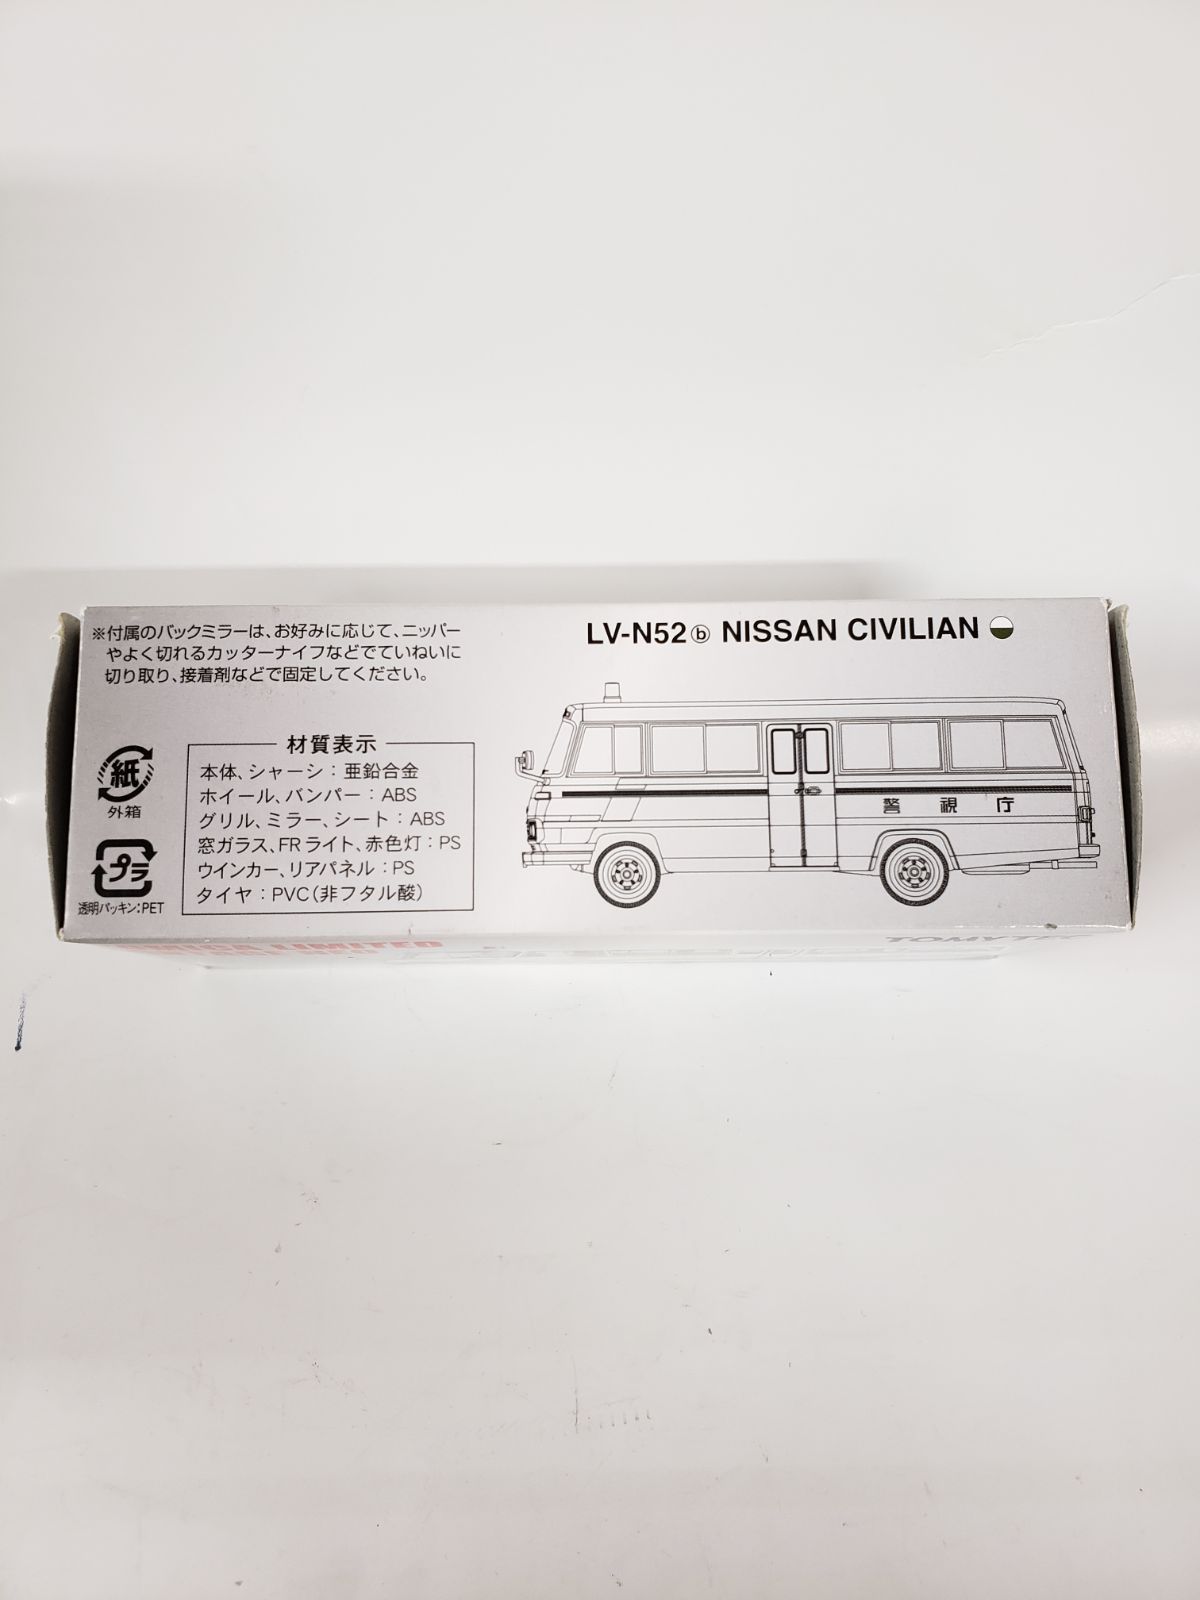 ※付属のバックミラーは、お好みに応じて、ニッパー
やよく切れるカッターナイフなどでていねいに
切り取り、接着剤などで固定してください。
LV-N52 ⓑ NISSAN CIVILIAN
紙
外箱
プラ
透明パッキン:PET
材質表示
本体、シャーシ:亜鉛合金
ホイール、バンパー:ABS
グリル、ミラー、シート:ABS
窓ガラス、FRライト、赤色灯:PS
ウインカー、リアパネル:PS
タイヤ:PVC(非フタル酸)
警視庁
LIMITED
TOMYTEC